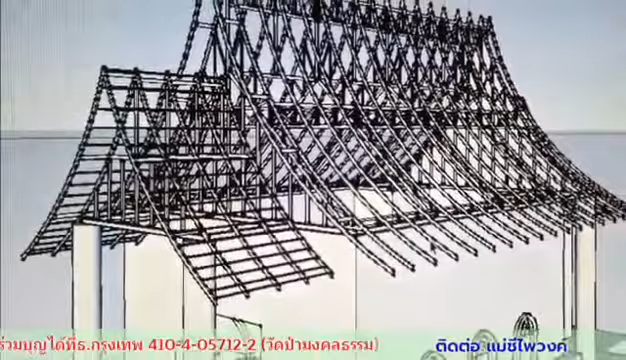 ร่วมบุญได้ที่ธ.กรุงเทพ 410-4-05712-2 (วัดป่ามงคลธรรม)
ติดต่อ แม่ชีไพวงค์